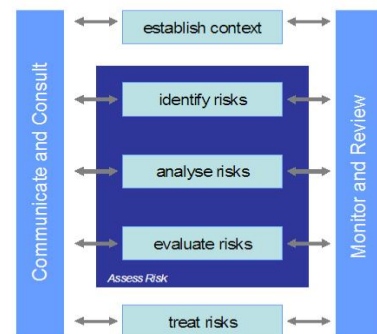 Communicate and Consult
establish context
identify risks
analyse risks
evaluate risks
Assess Risk
treat risks
Monitor and Review